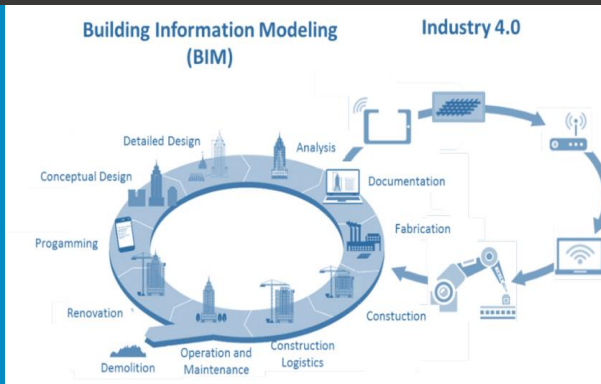 Building Information Modeling
(BIM)
Industry 4.0
Detailed Design
Analysis
Conceptual Design
Documentation
Progamming
Fabrication
Renovation
Constuction
Demolition
Operation and
Maintenance
Construction
Logistics